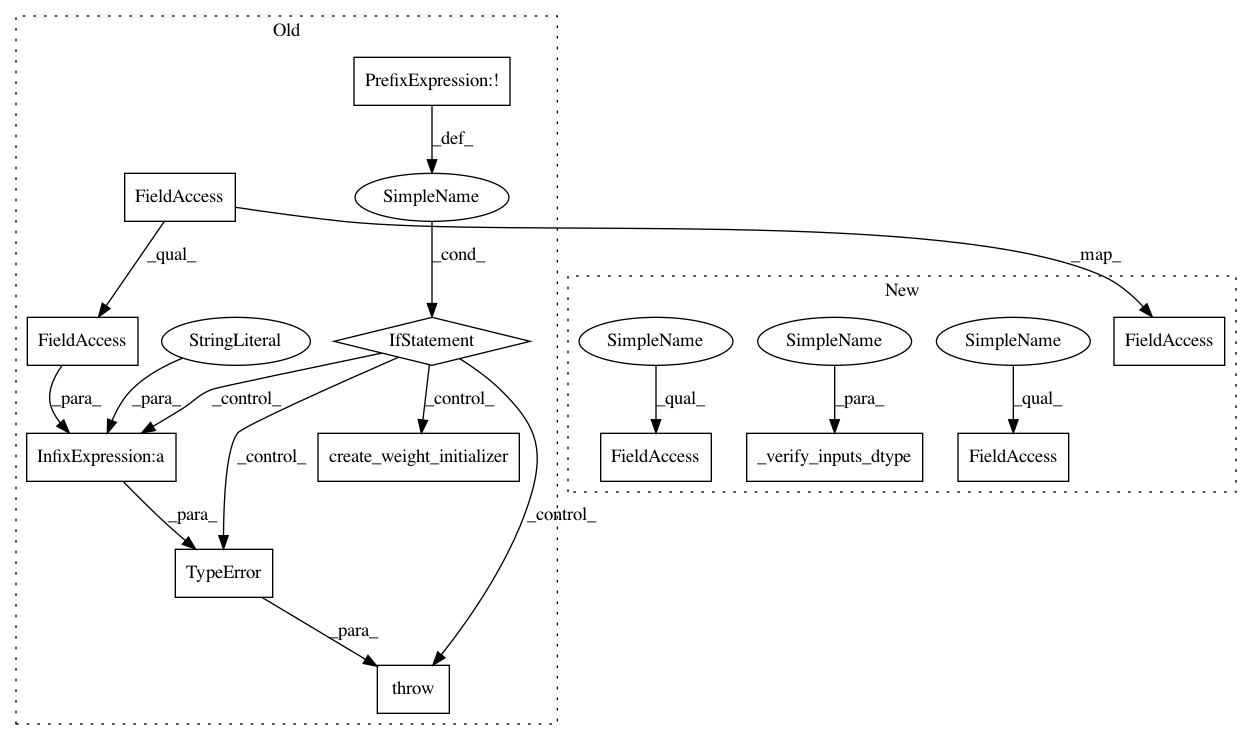 Old
PrefixExpression:!
_def_
FieldAccess
SimpleName
_qual_
_cond_
_map_
New
FieldAccess
StringLiteral
IfStatement
SimpleName
SimpleName
SimpleName
FieldAccess
_para_
_para_
_control_
_control_
_qual_
_para_
_qual_
InfixExpression:a
create_weight_initializer
FieldAccess
_verify_inputs_dtype
FieldAccess
_control_
_para_
_control_
TypeError
_para_
throw